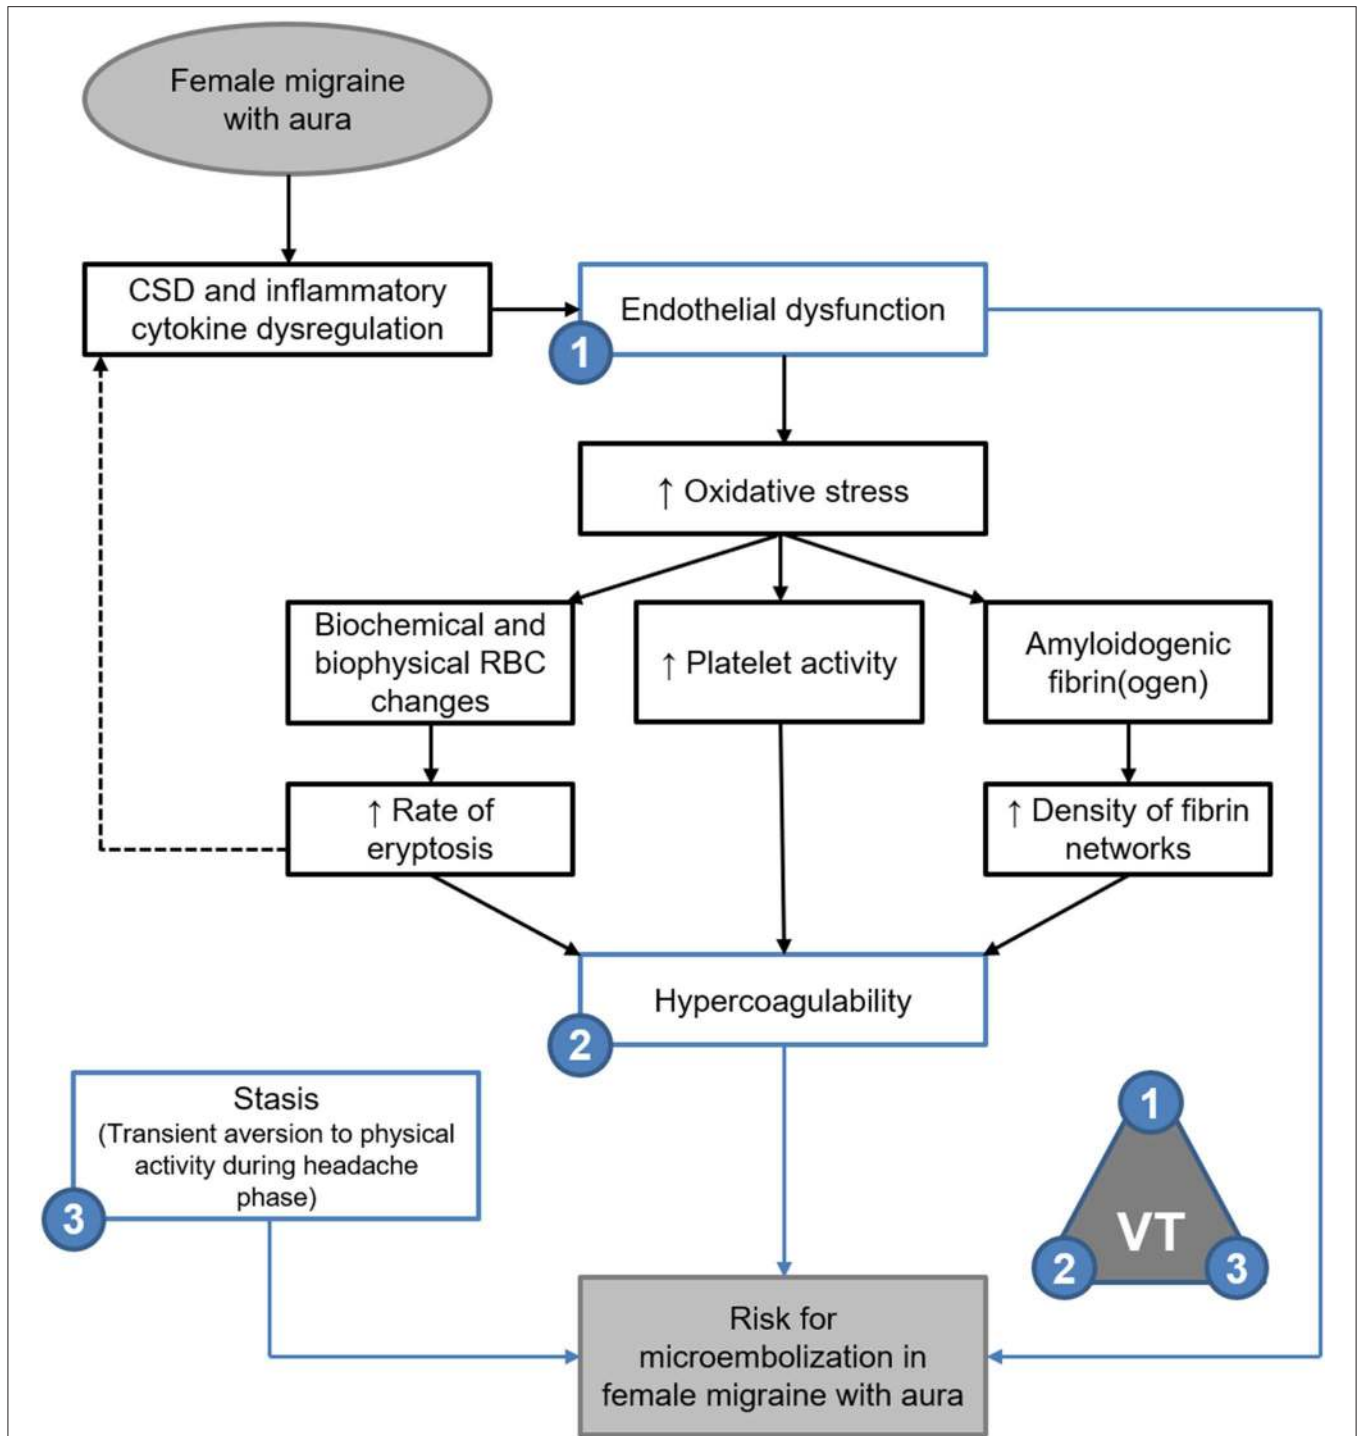 Female migraine
with aura
CSD and inflammatory
cytokine dysregulation
Endothelial dysfunction
1
↑ Oxidative stress
Biochemical and
biophysical RBC
changes
↑ Platelet activity
Amyloidogenic
fibrin(ogen)
↑ Rate of
eryptosis
↑ Density of fibrin
networks
Hypercoagulability
2
Stasis
(Transient aversion to physical
activity during headache
phase)
3
1
VT
2
3
Risk for
microembolization in
female migraine with aura